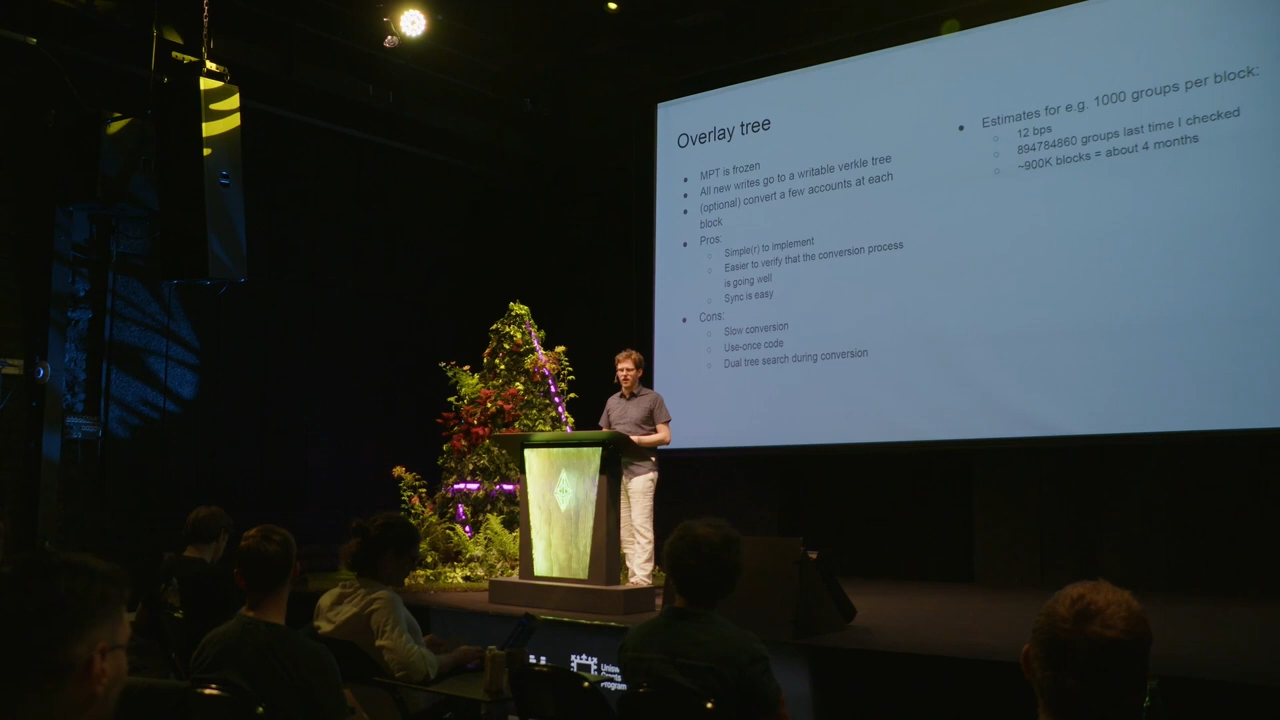 Overlay tree
MPT is frozen
All new writes go to a writable verkle tree
(optional) convert a few accounts at each
block
Pros:
Simple(r) to implement
Easier to verify that the conversion process
is going well
Sync is easy
Cons:
Slow conversion
Use-once code
Dual tree search during conversion
Estimates for e.g. 1000 groups per block:
12 bps
894784860 groups last time I checked
~900K blocks = about 4 months
Grants
Program